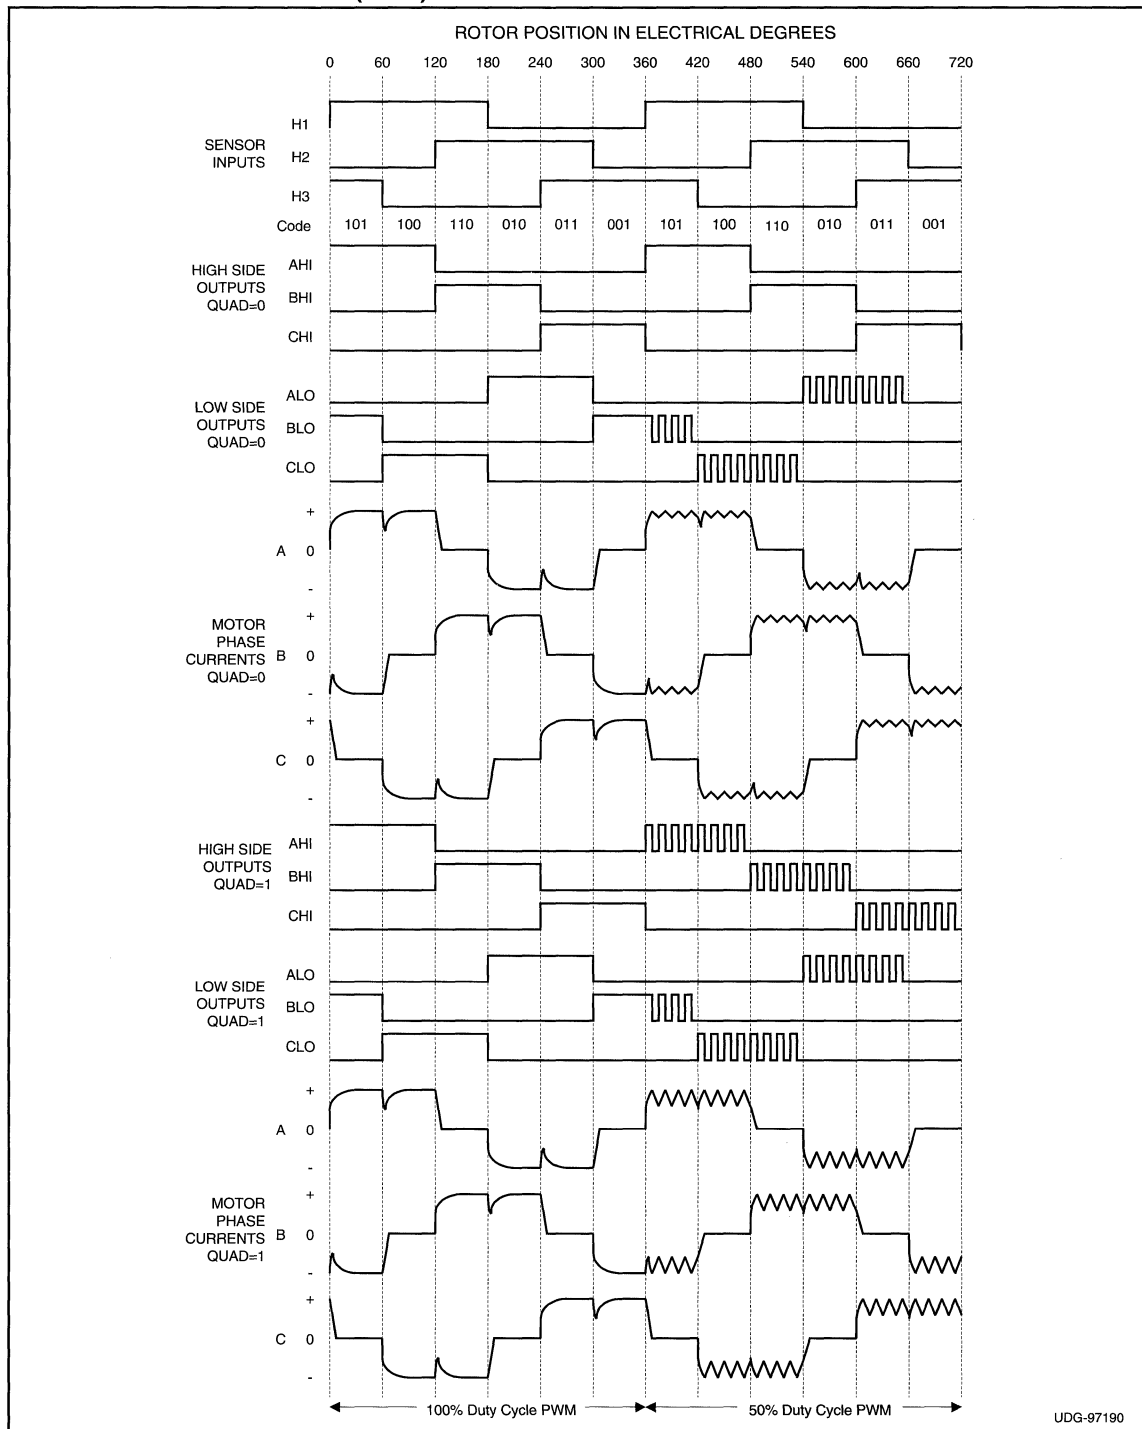 ROTOR POSITION IN ELECTRICAL DEGREES
0 60 120 180 240 300 360 420 480 540 600 660 720
H1
SENSOR
INPUTS
H2
H3
Code 101 100 110 010 011 001 101 100 110 010 011 001
HIGH SIDE
OUTPUTS
QUAD=0
AHI
BHI
CHI
LOW SIDE
OUTPUTS
QUAD=0
ALO
BLO
CLO
MOTOR
PHASE
CURRENTS
QUAD=0
+
A 0
-
+
B 0
-
+
C 0
-
HIGH SIDE
OUTPUTS
QUAD=1
AHI
BHI
CHI
LOW SIDE
OUTPUTS
QUAD=1
ALO
BLO
CLO
MOTOR
PHASE
CURRENTS
QUAD=1
+
A 0
-
+
B 0
-
+
C 0
-
100% Duty Cycle PWM 50% Duty Cycle PWM
UDG-97190